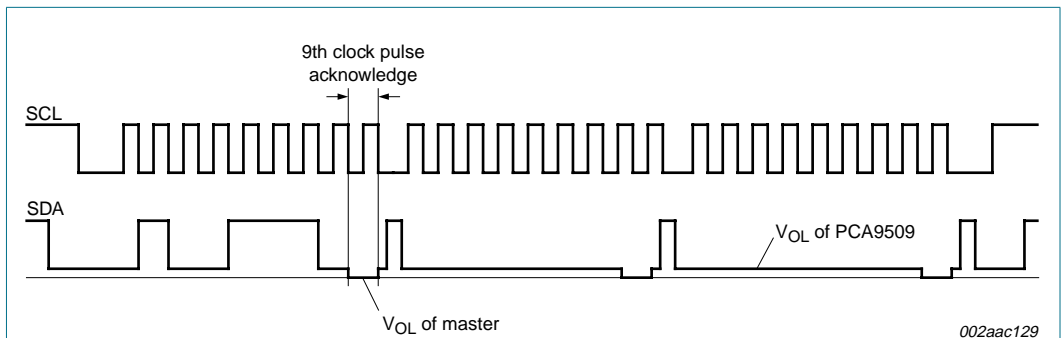 9th clock pulse
acknowledge
SCL
SDA
VOL of PCA9509
VOL of master
002aac129